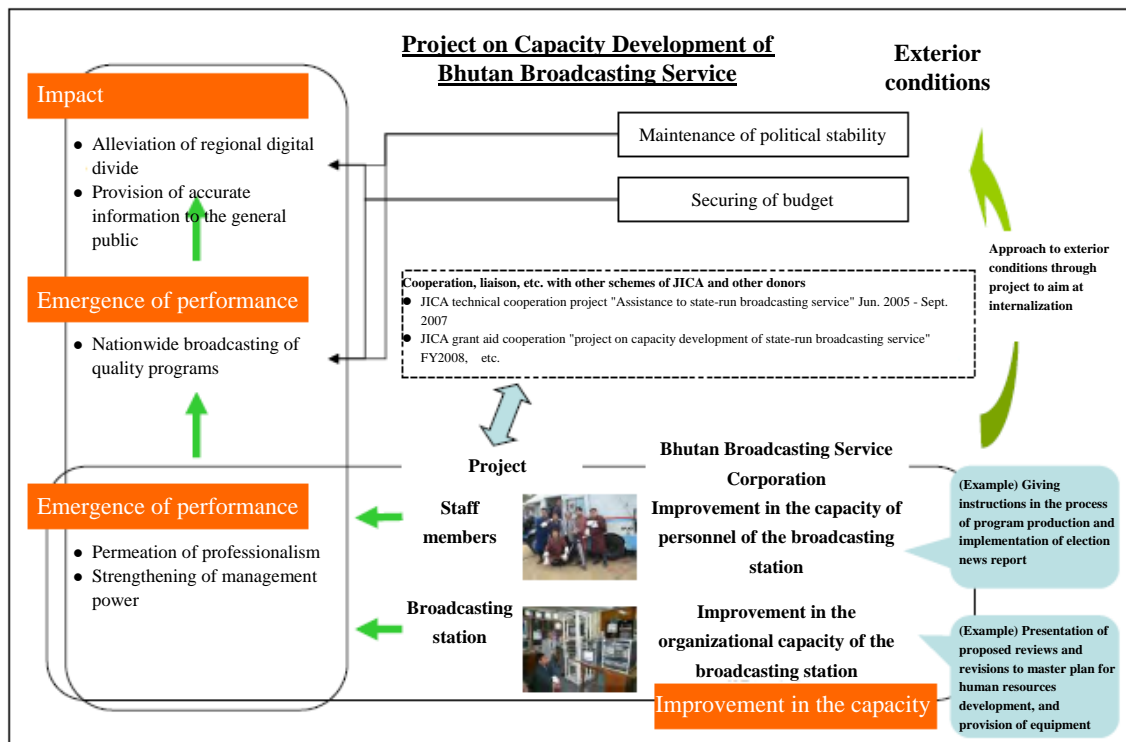 Project on Capacity Development of
Bhutan Broadcasting Service
Exterior
conditions
Impact
● Alleviation of regional digital
divide
● Provision of accurate
information to the general
public
Maintenance of political stability
Securing of budget
Approach to exterior
conditions through
project to aim at
internalization
Emergence of performance
● Nationwide broadcasting of
quality programs
Cooperation, liaison, etc. with other schemes of JICA and other donors
● JICA technical cooperation project "Assistance to state-run broadcasting service" Jun. 2005 - Sept.
2007
● JICA grant aid cooperation "project on capacity development of state-run broadcasting service"
FY2008, etc.
Project
Bhutan Broadcasting Service
Corporation
Emergence of performance
● Permeation of professionalism
● Strengthening of management
power
Staff
members
Improvement in the capacity of
personnel of the broadcasting
station
(Example) Giving
instructions in the process
of program production and
implementation of election
news report
Broadcasting
station
Improvement in the
organizational capacity of the
broadcasting station
(Example) Presentation of
proposed reviews and
revisions to master plan for
human resources
development, and
provision of equipment
Improvement in the capacity